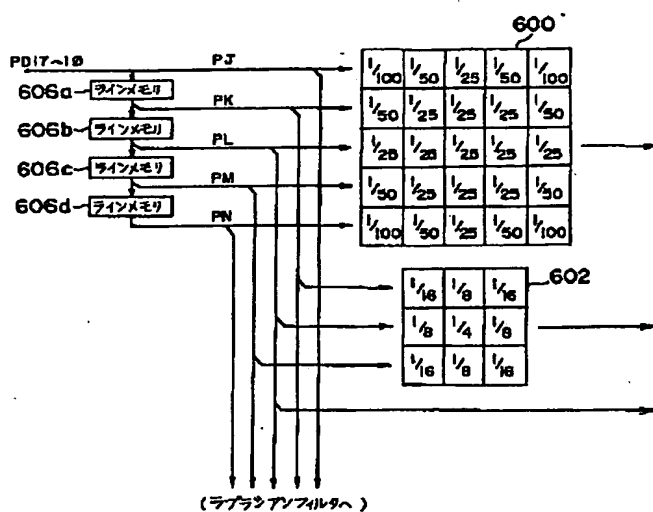 600
PD17~10
PJ
606a ラインメモリ
PK
606b ラインメモリ
PL
606c ラインメモリ
PM
606d ラインメモリ
PN
1/100 1/50 1/25 1/50 1/100
1/50 1/25 1/25 1/25 1/50
1/25 1/25 1/25 1/25 1/25
1/50 1/25 1/25 1/25 1/50
1/100 1/50 1/25 1/50 1/100
602
1/16 1/8 1/16
1/8 1/4 1/8
1/16 1/8 1/16
(ラプラシアンフィルタへ)